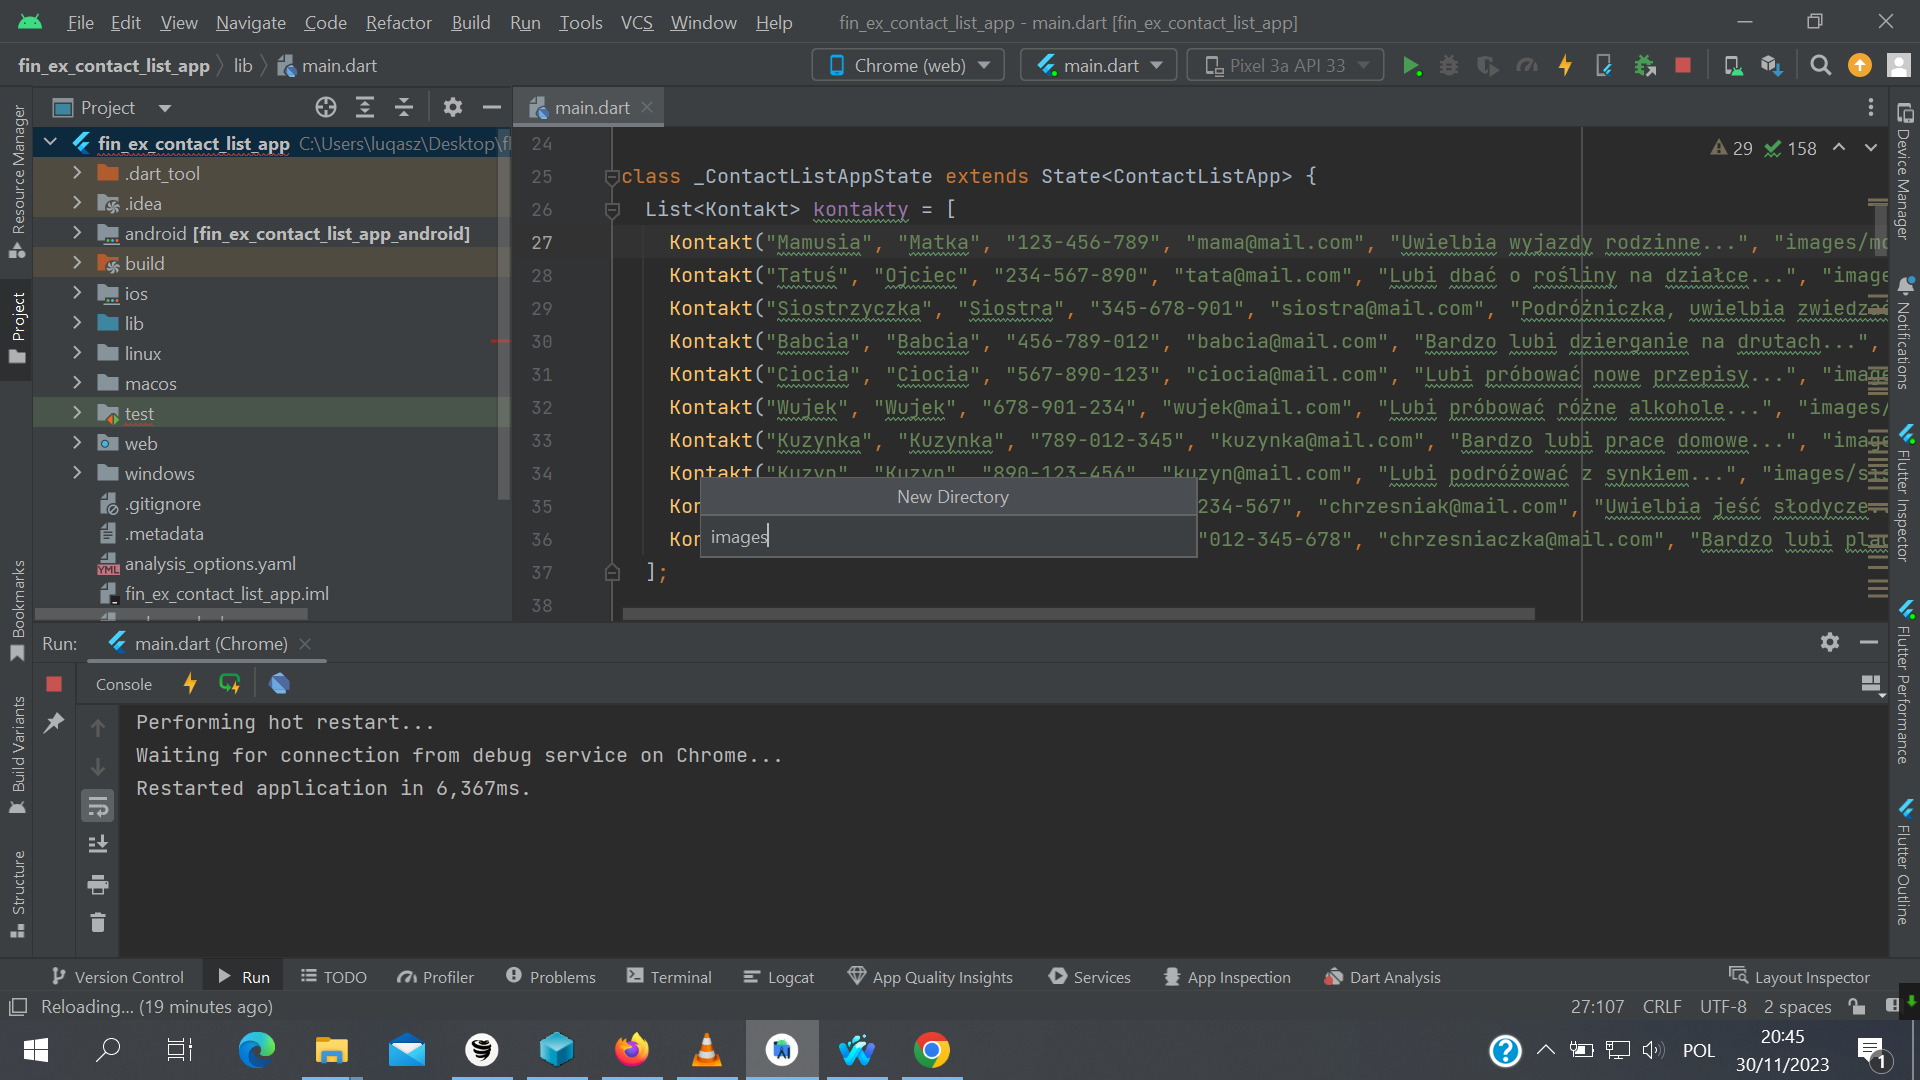 File Edit View Navigate Code Refactor Build Run Tools VCS Window Help fin_ex_contact_list_app - main.dart [fin_ex_contact_list_app]
fin_ex_contact_list_app lib main.dart Chrome (web) main.dart Pixel 3a API 33
Project main.dart
fin_ex_contact_list_app C:\Users\luqasz\Desktop\f
.dart_tool
.idea
android [fin_ex_contact_list_app_android]
build
ios
lib
linux
macos
test
web
windows
.gitignore
.metadata
YML analysis_options.yaml
fin_ex_contact_list_app.iml
29 158
24
25 class _ContactListAppState extends State<ContactListApp> {
26 List<Kontakt> kontakty = [
27 Kontakt("Mamusia", "Matka", "123-456-789", "mama@mail.com", "Uwielbia wyjazdy rodzinne...", "images/mo
28 Kontakt("Tatuś", "Ojciec", "234-567-890", "tata@mail.com", "Lubi dbać o rośliny na działce...", "image
29 Kontakt("Siostrzyczka", "Siostra", "345-678-901", "siostra@mail.com", "Podróżniczka, uwielbia zwiedzać
30 Kontakt("Babcia", "Babcia", "456-789-012", "babcia@mail.com", "Bardzo lubi dzierganie na drutach...",
31 Kontakt("Ciocia", "Ciocia", "567-890-123", "ciocia@mail.com", "Lubi próbować nowe przepisy...", "imag
32 Kontakt("Wujek", "Wujek", "678-901-234", "wujek@mail.com", "Lubi próbować różne alkohole...", "images/
33 Kontakt("Kuzynka", "Kuzynka", "789-012-345", "kuzynka@mail.com", "Bardzo lubi prace domowe...", "imag
34 Kontakt("Kuzyn", "Kuzyn", "890-123-456", "kuzyn@mail.com", "Lubi podróżować z synkiem...", "images/sis
35 Kon 234-567", "chrzesniak@mail.com", "Uwielbia jeść słodycze.
36 Kon "012-345-678", "chrzesniaczka@mail.com", "Bardzo lubi pla
37 ];
38
New Directory
images
Run: main.dart (Chrome)
Console
Performing hot restart...
Waiting for connection from debug service on Chrome...
Restarted application in 6,367ms.
Resource Manager
Project
Bookmarks
Build Variants
Structure
Device Manager
Notifications
Flutter Inspector
Flutter Performance
Flutter Outline
Version Control Run TODO Profiler Problems Terminal Logcat App Quality Insights Services App Inspection Dart Analysis Layout Inspector
Reloading... (19 minutes ago) 27:107 CRLF UTF-8 2 spaces
POL
20:45
30/11/2023
1